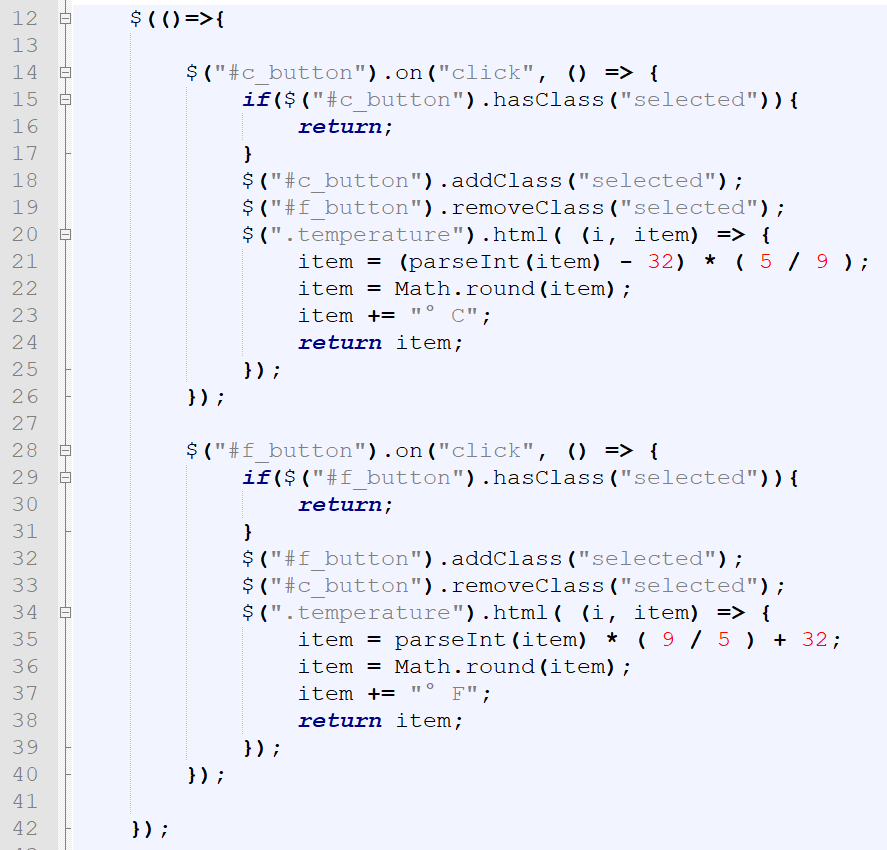 12 $(()=>{
13
14 $("#c_button").on("click", () => {
15 if($("#c_button").hasClass("selected")){
16 return;
17 }
18 $("#c_button").addClass("selected");
19 $("#f_button").removeClass("selected");
20 $(".temperature").html( (i, item) => {
21 item = (parseInt(item) - 32) * ( 5 / 9 );
22 item = Math.round(item);
23 item += "° C";
24 return item;
25 });
26 });
27
28 $("#f_button").on("click", () => {
29 if($("#f_button").hasClass("selected")){
30 return;
31 }
32 $("#f_button").addClass("selected");
33 $("#c_button").removeClass("selected");
34 $(".temperature").html( (i, item) => {
35 item = parseInt(item) * ( 9 / 5 ) + 32;
36 item = Math.round(item);
37 item += "° F";
38 return item;
39 });
40 });
41
42 });